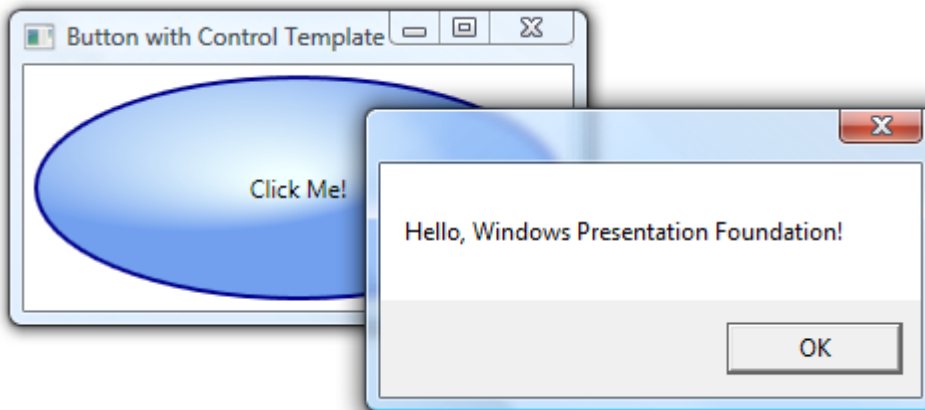 Button with Control Template
Click Me!
Hello, Windows Presentation Foundation!
OK